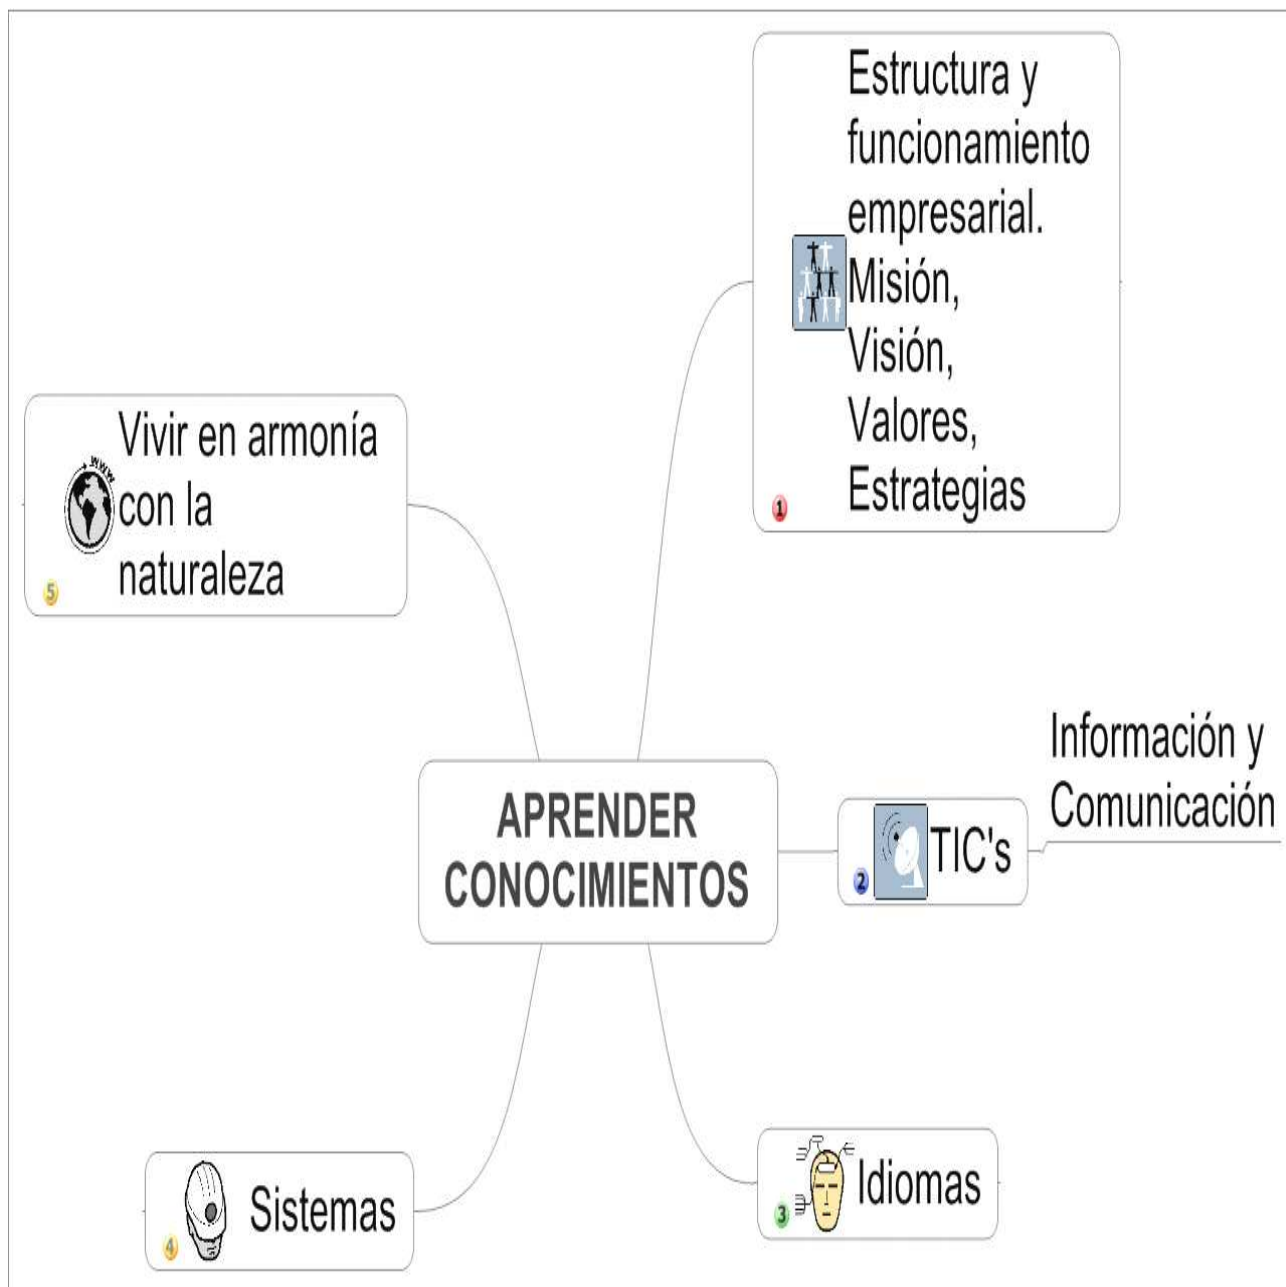 APRENDER
CONOCIMIENTOS
1
Estructura y
funcionamiento
empresarial.
Misión,
Visión,
Valores,
Estrategias
2
TIC's
Información y
Comunicación
3
Idiomas
4
Sistemas
5
www
Vivir en armonía
con la
naturaleza